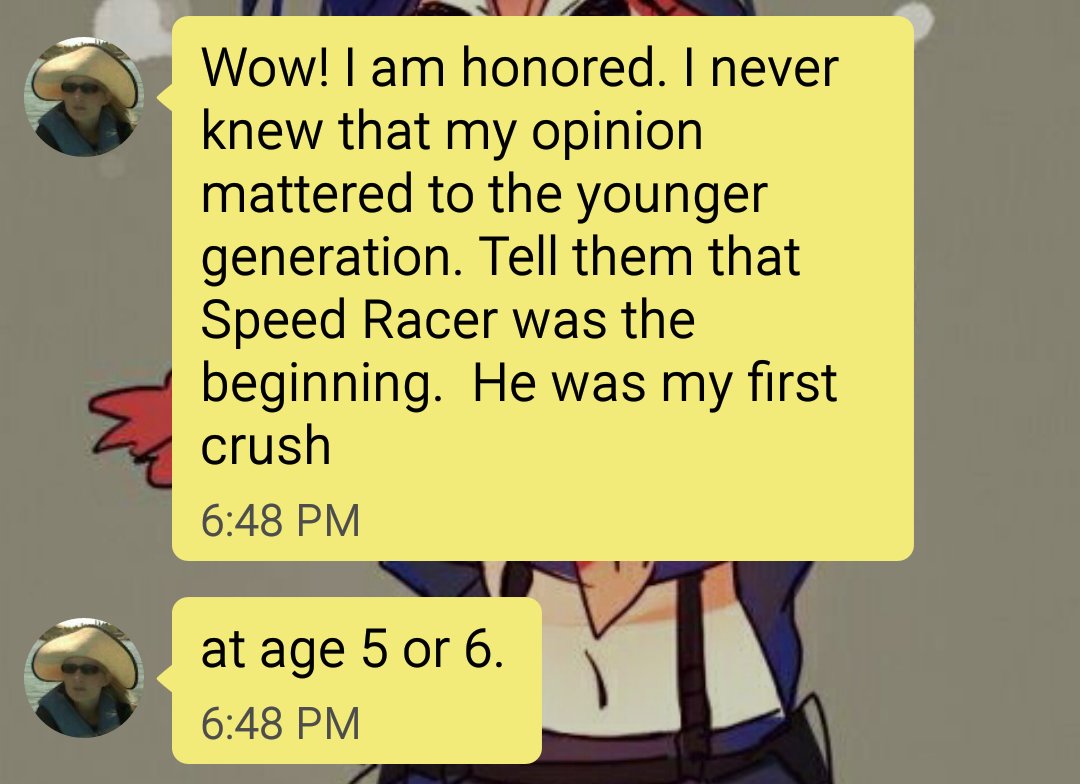 Wow! I am honored. I never
knew that my opinion
mattered to the younger
generation. Tell them that
Speed Racer was the
beginning.  He was my first
crush
6:48 PM
at age 5 or 6.
6:48 PM